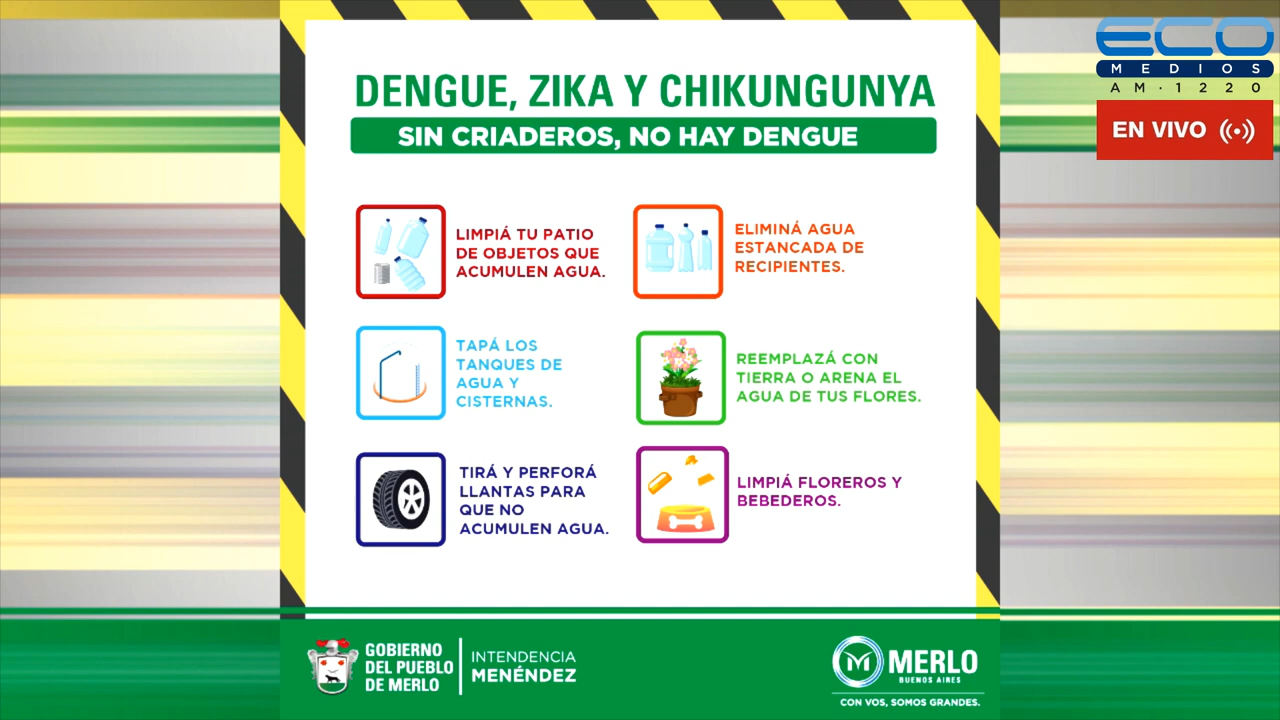 ECO
MEDIOS
AM·1220
EN VIVO
DENGUE, ZIKA Y CHIKUNGUNYA
SIN CRIADEROS, NO HAY DENGUE
LIMPIÁ TU PATIO
DE OBJETOS QUE
ACUMULEN AGUA.
ELIMINÁ AGUA
ESTANCADA DE
RECIPIENTES.
TAPÁ LOS
TANQUES DE
AGUA Y
CISTERNAS.
REEMPLAZÁ CON
TIERRA O ARENA EL
AGUA DE TUS FLORES.
TIRÁ Y PERFORÁ
LLANTAS PARA
QUE NO
ACUMULEN AGUA.
LIMPIÁ FLOREROS Y
BEBEDEROS.
GOBIERNO
DEL PUEBLO
DE MERLO
INTENDENCIA
MENÉNDEZ
MERLO
BUENOS AIRES
CON VOS, SOMOS GRANDES.